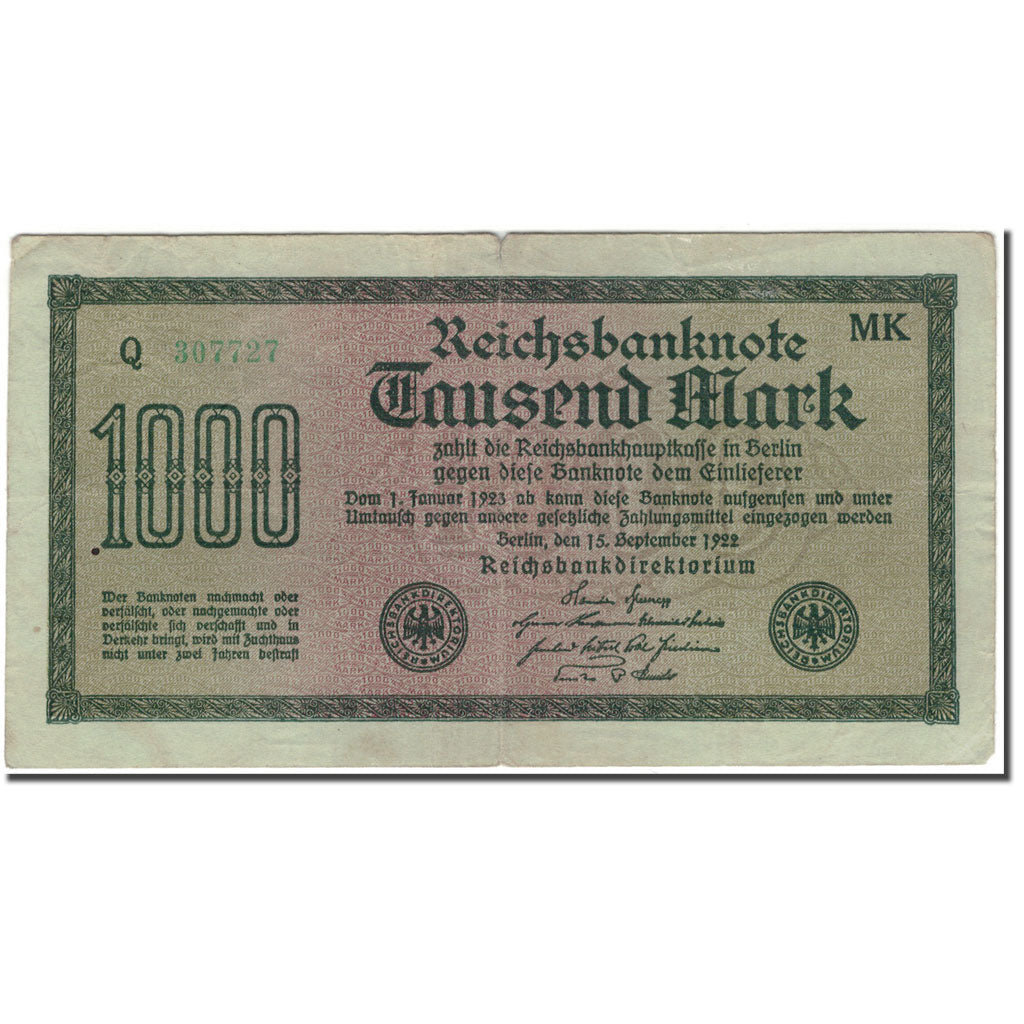 Q 307727
MK
Reichsbanknote
Tausend Mark
1000
zahlt die Reichsbankhauptkasse in Berlin
gegen diese Banknote dem Einlieferer
Vom 1. Januar 1923 ab kann diese Banknote aufgerufen und unter
Umtausch gegen andere gesetzliche Zahlungsmittel eingezogen werden
Berlin, den 15. September 1922
Reichsbankdirektorium
Wer Banknoten nachmacht oder
verfälscht, oder nachgemachte oder
verfälschte sich verschafft und in
Verkehr bringt, wird mit Zuchthaus
nicht unter zwei Jahren bestraft
REICHSBANKDIREKTORIUM
REICHSBANKDIREKTORIUM